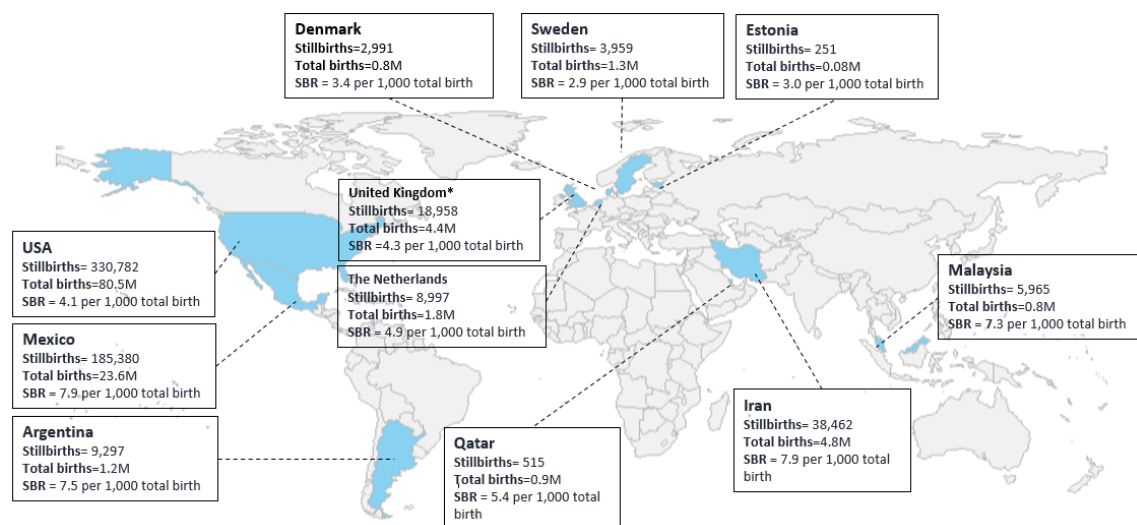 Denmark
Stillbirths=2,991
Total births=0.8M
SBR = 3.4 per 1,000 total birth
Sweden
Stillbirths= 3,959
Total births=1.3M
SBR = 2.9 per 1,000 total birth
Estonia
Stillbirths= 251
Total births=0.08M
SBR = 3.0 per 1,000 total birth
United Kingdom*
Stillbirths= 18,958
Total births=4.4M
SBR =4.3 per 1,000 total birth
USA
Stillbirths= 330,782
Total births=80.5M
SBR = 4.1 per 1,000 total birth
The Netherlands
Stillbirths= 8,997
Total births=1.8M
SBR = 4.9 per 1,000 total birth
Malaysia
Stillbirths= 5,965
Total births=0.8M
SBR = 7.3 per 1,000 total birth
Mexico
Stillbirths= 185,380
Total births=23.6M
SBR = 7.9 per 1,000 total birth
Argentina
Stillbirths= 9,297
Total births=1.2M
SBR = 7.5 per 1,000 total birth
Qatar
Stillbirths= 515
Total births=0.9M
SBR = 5.4 per 1,000 total
birth
Iran
Stillbirths= 38,462
Total births=4.8M
SBR = 7.9 per 1,000 total
birth